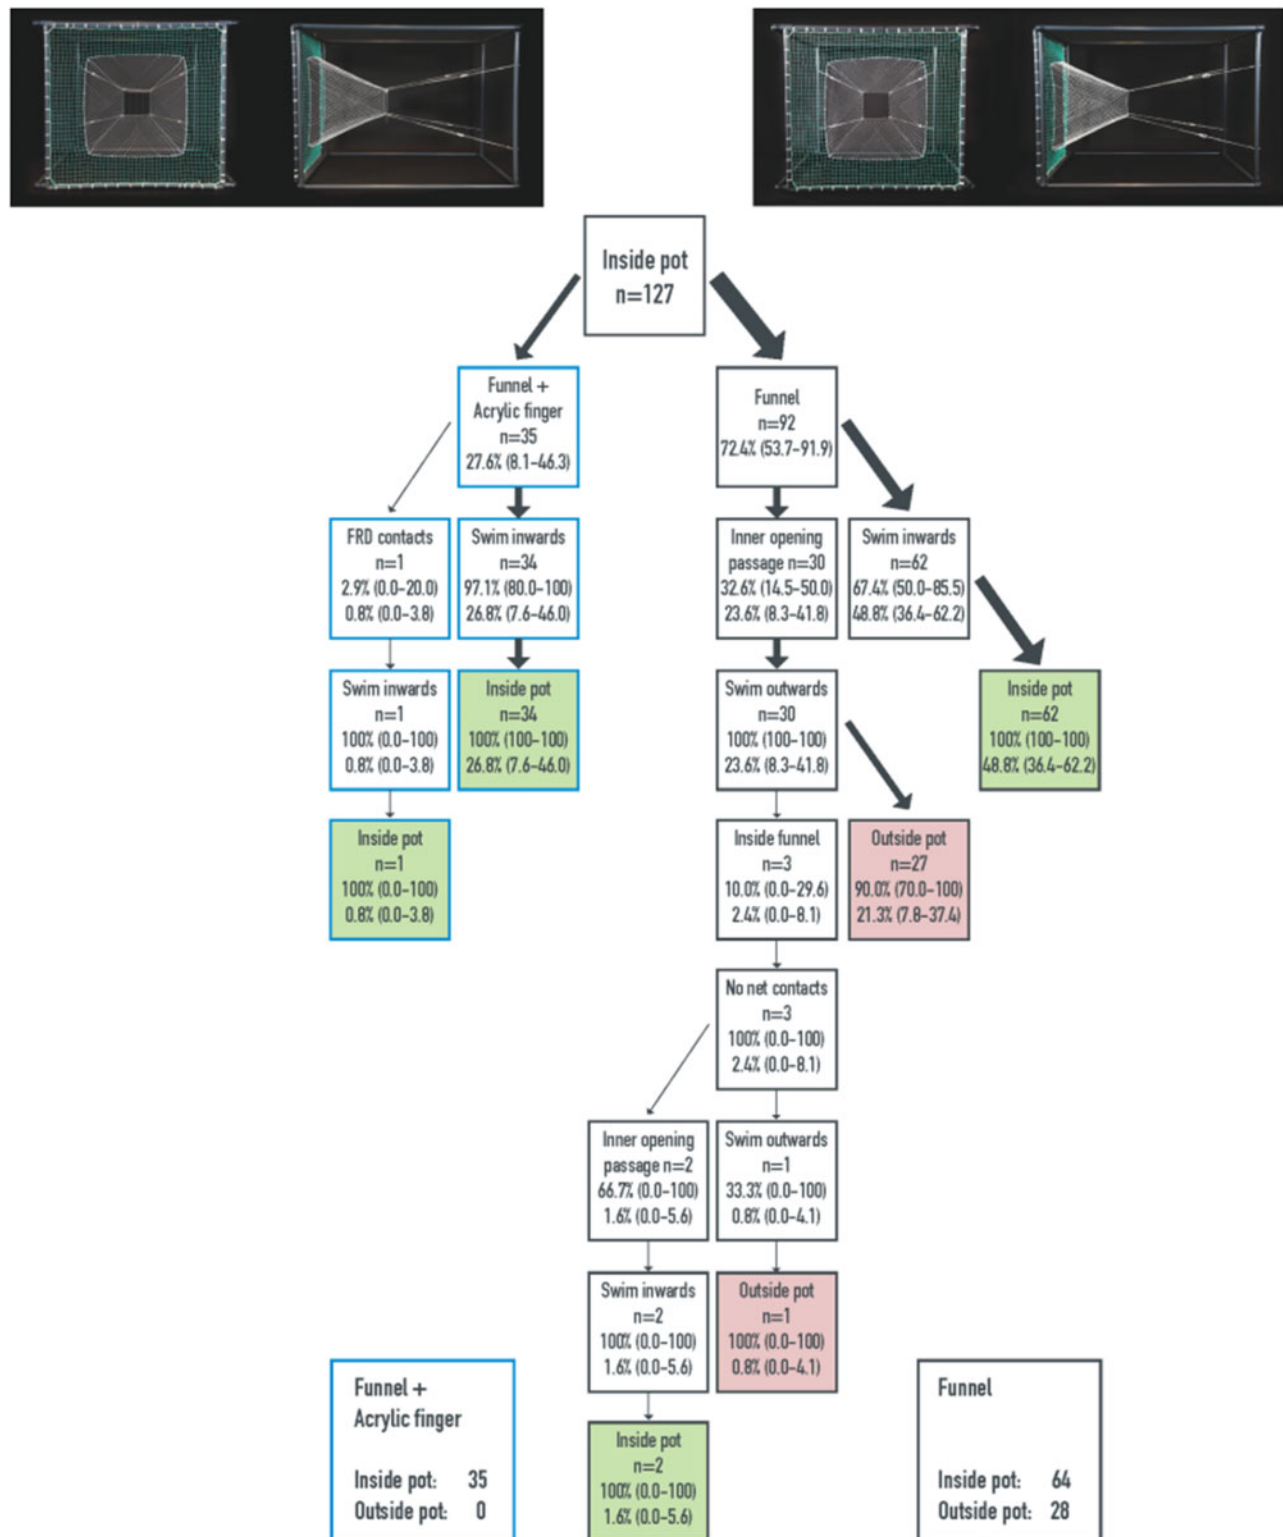 Inside pot
n=127
Funnel +
Acrylic finger
n=35
27.6% (8.1–46.3)
Funnel
n=92
72.4% (53.7–91.9)
FRD contacts
n=1
2.9% (0.0–20.0)
0.8% (0.0–3.8)
Swim inwards
n=34
97.1% (80.0–100)
26.8% (7.6–46.0)
Inner opening
passage n=30
32.6% (14.5–50.0)
23.6% (8.3–41.8)
Swim inwards
n=62
67.4% (50.0–85.5)
48.8% (36.4–62.2)
Swim inwards
n=1
100% (0.0–100)
0.8% (0.0–3.8)
Inside pot
n=34
100% (100–100)
26.8% (7.6–46.0)
Swim outwards
n=30
100% (100–100)
23.6% (8.3–41.8)
Inside pot
n=62
100% (100–100)
48.8% (36.4–62.2)
Inside pot
n=1
100% (0.0–100)
0.8% (0.0–3.8)
Inside funnel
n=3
10.0% (0.0–29.6)
2.4% (0.0–8.1)
Outside pot
n=27
90.0% (70.0–100)
21.3% (7.8–37.4)
No net contacts
n=3
100% (0.0–100)
2.4% (0.0–8.1)
Inner opening
passage n=2
66.7% (0.0–100)
1.6% (0.0–5.6)
Swim outwards
n=1
33.3% (0.0–100)
0.8% (0.0–4.1)
Swim inwards
n=2
100% (0.0–100)
1.6% (0.0–5.6)
Outside pot
n=1
100% (0.0–100)
0.8% (0.0–4.1)
Inside pot
n=2
100% (0.0–100)
1.6% (0.0–5.6)
Funnel +
Acrylic finger
Inside pot: 35
Outside pot: 0
Funnel
Inside pot: 64
Outside pot: 28